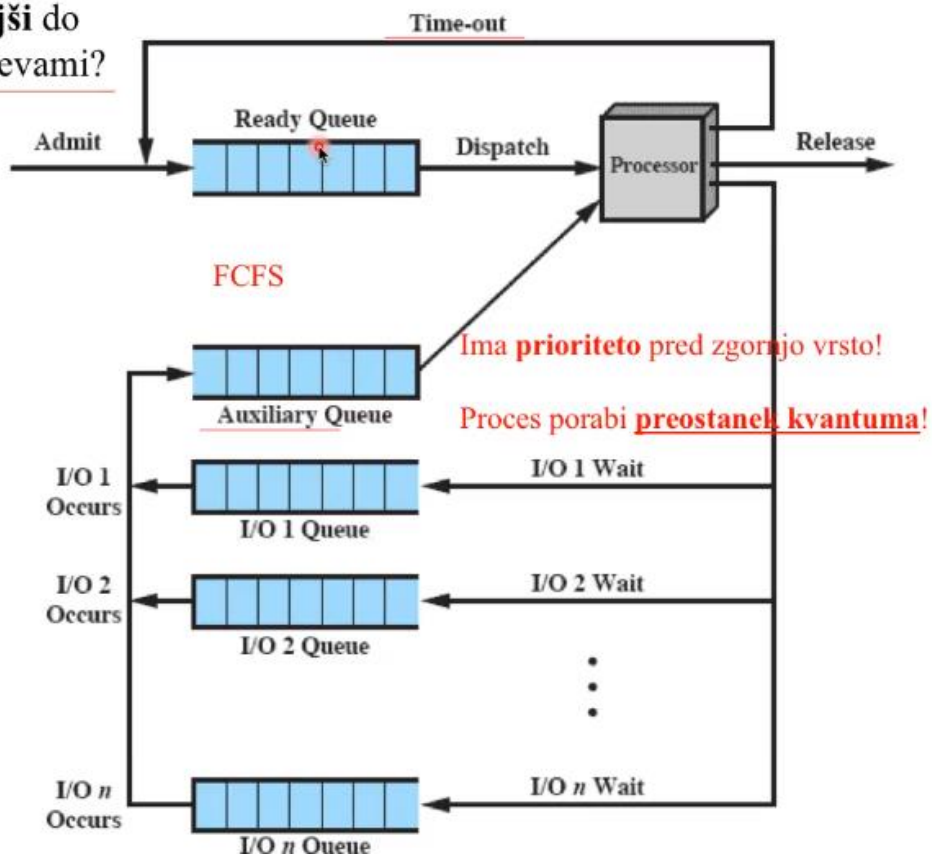 jši do
evami?
Time-out
Ready Queue
Admit
Dispatch
Processor
Release
FCFS
Ima prioriteto pred zgornjo vrsto!
Auxiliary Queue
Proces porabi preostanek kvantuma!
I/O 1
Occurs
I/O 1 Wait
I/O 1 Queue
I/O 2
Occurs
I/O 2 Wait
I/O 2 Queue
I/O n
Occurs
I/O n Wait
I/O n Queue